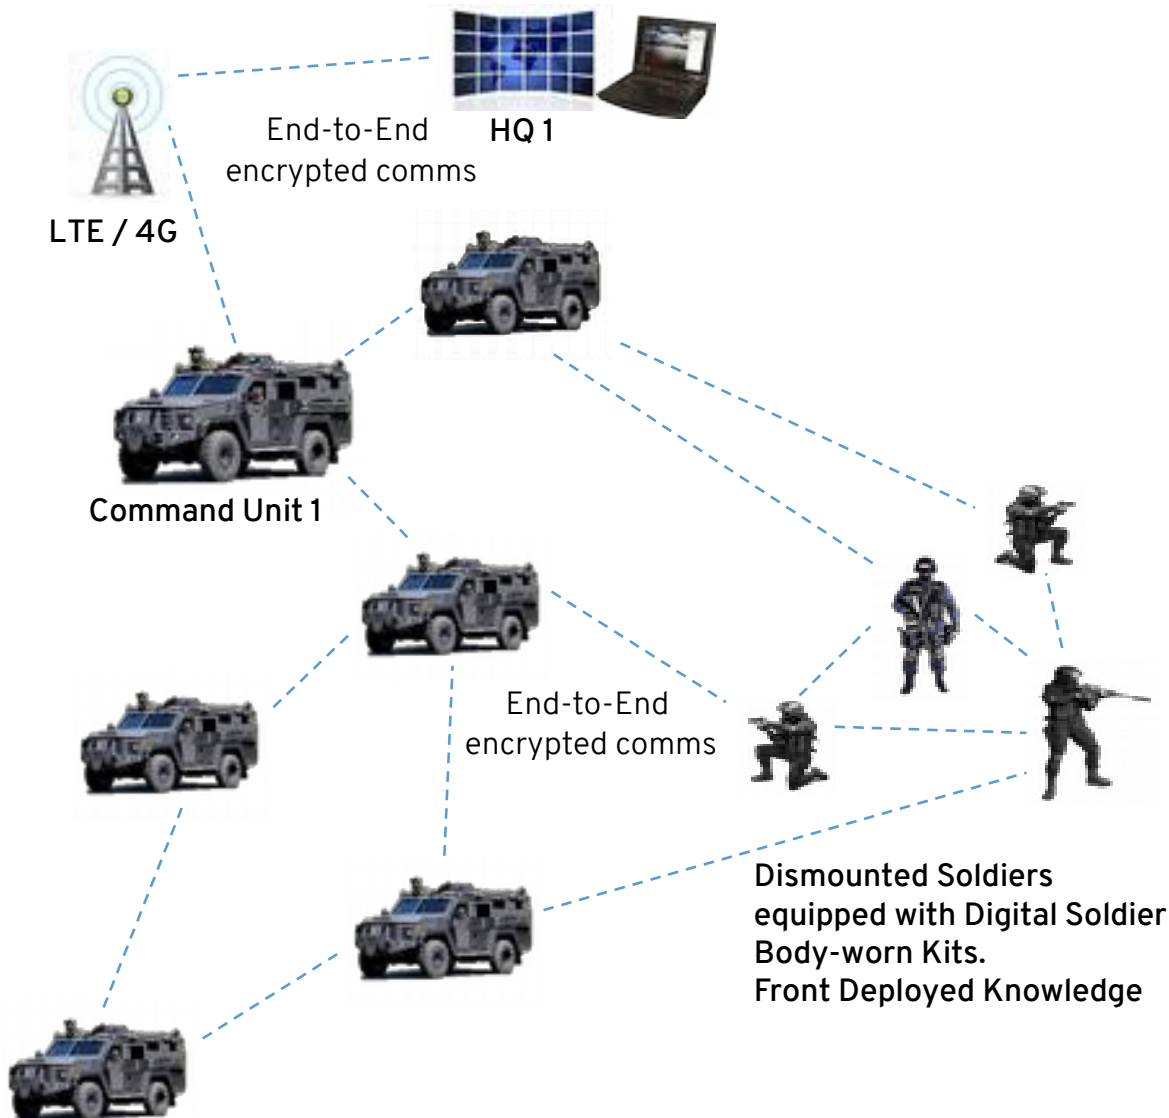 End-to-End
encrypted comms
HQ 1
LTE / 4G
Command Unit 1
End-to-End
encrypted comms
Dismounted Soldiers
equipped with Digital Soldier
Body-worn Kits.
Front Deployed Knowledge